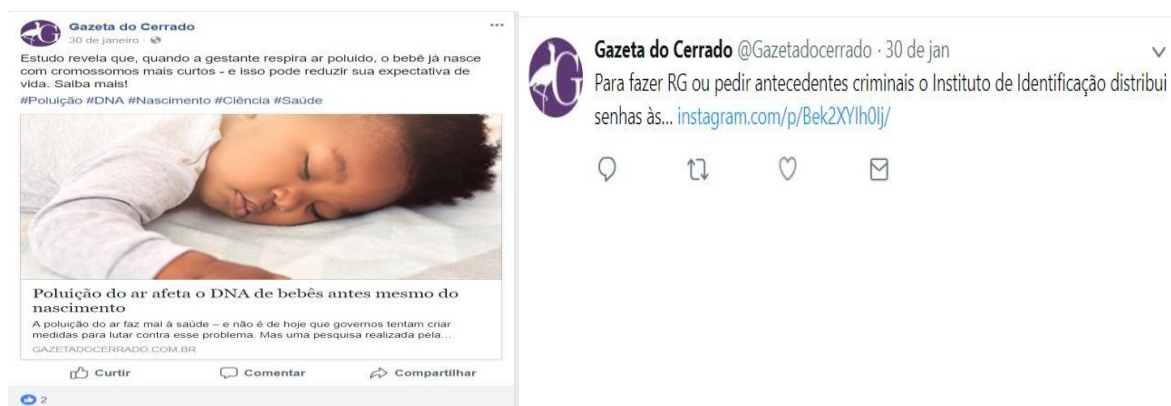 Gazeta do Cerrado
30 de janeiro ·
Estudo revela que, quando a gestante respira ar poluido, o bebê já nasce
com cromossomos mais curtos - e isso pode reduzir sua expectativa de
vida. Saiba mais!
#Poluição #DNA #Nascimento #Ciência #Saúde
Poluição do ar afeta o DNA de bebês antes mesmo do
nascimento
A poluição do ar faz mal à saúde – e não é de hoje que governos tentam criar
medidas para lutar contra esse problema. Mas uma pesquisa realizada pela...
GAZETADOCERRADO.COM.BR
Curtir Comentar Compartilhar
2
Gazeta do Cerrado @Gazetadocerrado · 30 de jan
Para fazer RG ou pedir antecedentes criminais o Instituto de Identificação distribui
senhas às... instagram.com/p/Bek2XYIh0Ij/